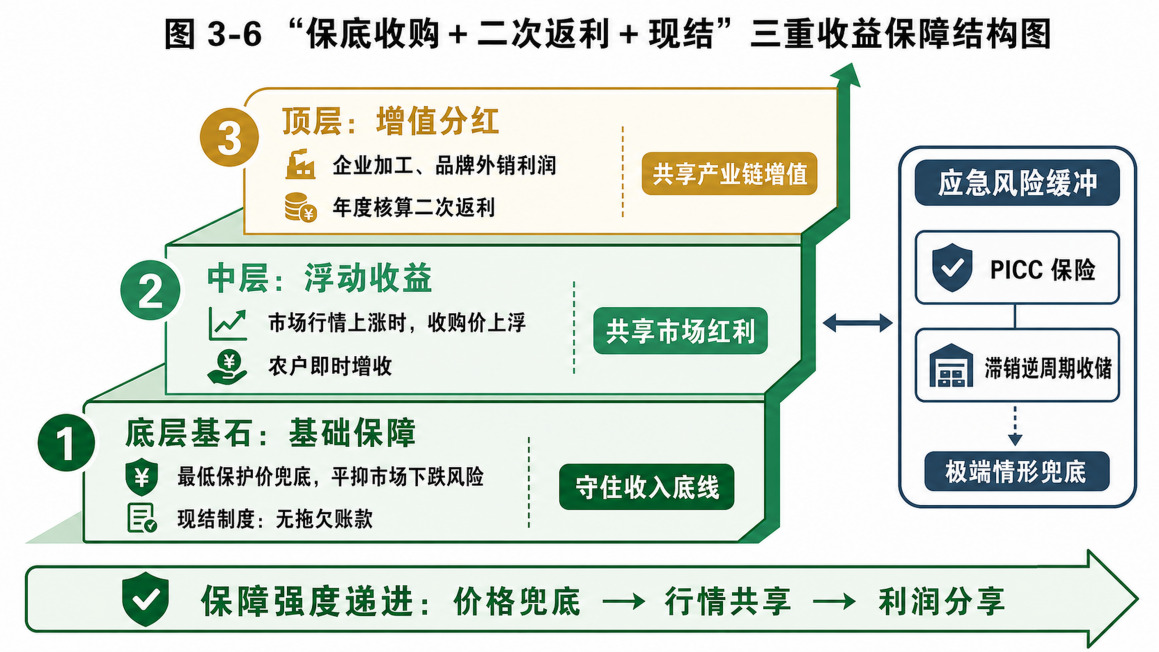 图 3-6 “保底收购＋二次返利＋现结”三重收益保障结构图
3
顶层：增值分红
企业加工、品牌外销利润
¥
年度核算二次返利
共享产业链增值
2
中层：浮动收益
市场行情上涨时，收购价上浮
¥
农户即时增收
共享市场红利
1
底层基石：基础保障
¥
最低保护价兜底，平抑市场下跌风险
现结制度：无拖欠账款
守住收入底线
应急风险缓冲
PICC 保险
滞销逆周期收储
极端情形兜底
保障强度递进：价格兜底 → 行情共享 → 利润分享